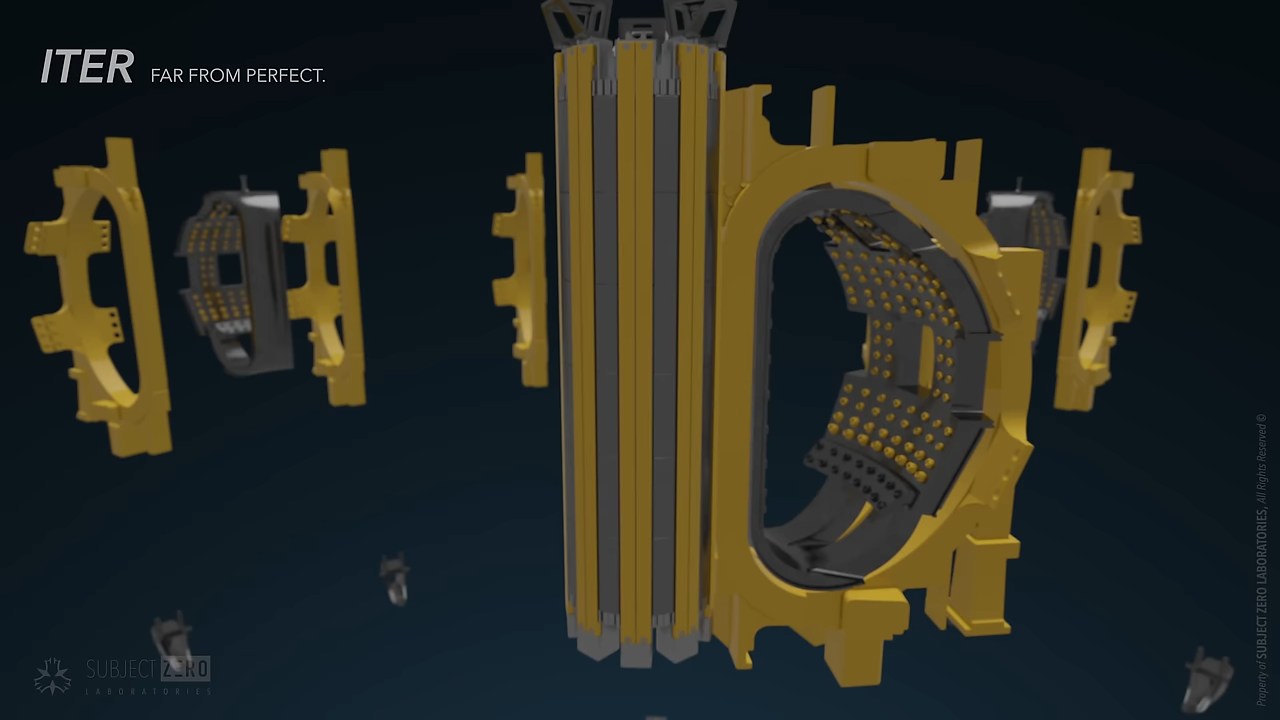 ITER FAR FROM PERFECT.
SUBJECT ZERO
LABORATORIES
Property of SUBJECT ZERO LABORATORIES, All Rights Reserved ©